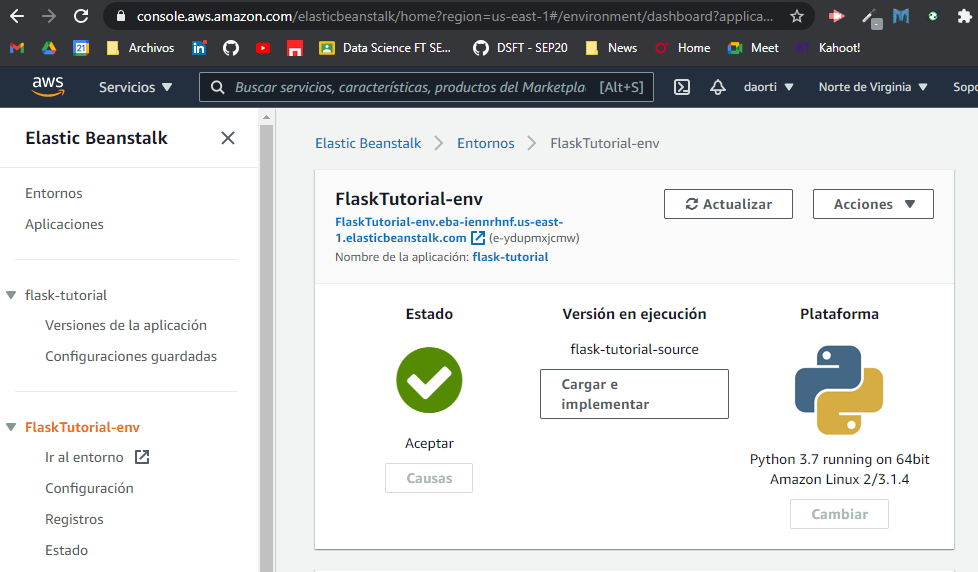 console.aws.amazon.com/elasticbeanstalk/home?region=us-east-1#/environment/dashboard?applica...
Archivos
Data Science FT SE...
DSFT - SEP20
News
Home
Meet
Kahoot!
aws
Servicios
Buscar servicios, características, productos del Marketpla
[Alt+S]
daorti
Norte de Virginia
Sopo
Elastic Beanstalk
Entornos
Aplicaciones
flask-tutorial
Versiones de la aplicación
Configuraciones guardadas
FlaskTutorial-env
Ir al entorno
Configuración
Registros
Estado
Elastic Beanstalk
Entornos
FlaskTutorial-env
FlaskTutorial-env
FlaskTutorial-env.eba-iennrhnf.us-east-
1.elasticbeanstalk.com (e-ydupmxjcmw)
Nombre de la aplicación: flask-tutorial
Actualizar
Acciones
Estado
Aceptar
Causas
Versión en ejecución
flask-tutorial-source
Cargar e
implementar
Plataforma
Python 3.7 running on 64bit
Amazon Linux 2/3.1.4
Cambiar